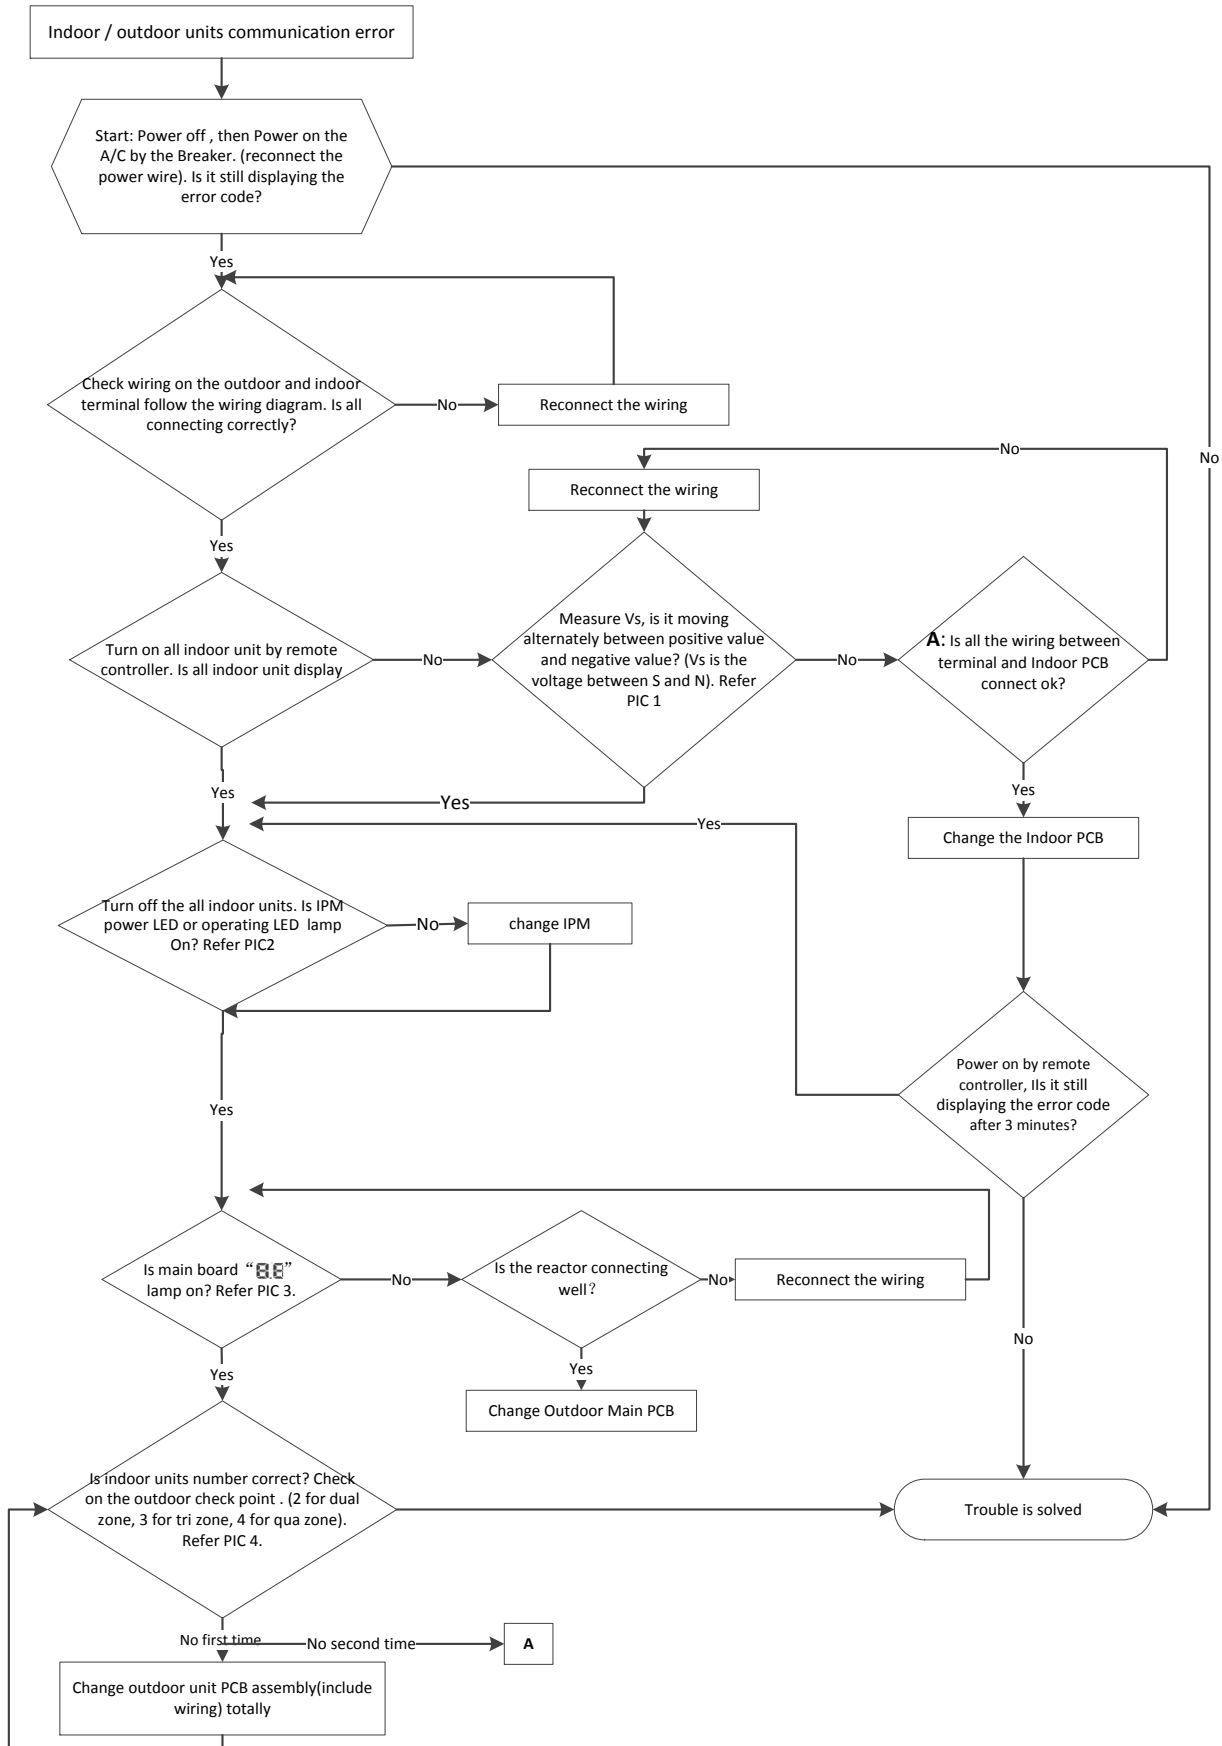 Indoor / outdoor units communication error
Start: Power off , then Power on the
A/C by the Breaker. (reconnect the
power wire). Is it still displaying the
error code?
Yes
Check wiring on the outdoor and indoor
terminal follow the wiring diagram. Is all
connecting correctly?
No
Reconnect the wiring
No
No
Reconnect the wiring
Yes
Turn on all indoor unit by remote
controller. Is all indoor unit display
No
Measure Vs, is it moving
alternately between positive value
and negative value? (Vs is the
voltage between S and N). Refer
PIC 1
No
A: Is all the wiring between
terminal and Indoor PCB
connect ok?
Yes
Yes
Yes
Yes
Change the Indoor PCB
Turn off the all indoor units. Is IPM
power LED or operating LED lamp
On? Refer PIC2
No
change IPM
Power on by remote
controller, IIs it still
displaying the error code
after 3 minutes?
Yes
Is main board “8.E”
lamp on? Refer PIC 3.
No
Is the reactor connecting
well?
No
Reconnect the wiring
No
Yes
Yes
Change Outdoor Main PCB
Is indoor units number correct? Check
on the outdoor check point . (2 for dual
zone, 3 for tri zone, 4 for qua zone).
Refer PIC 4.
Trouble is solved
No first time
No second time
A
Change outdoor unit PCB assembly(include
wiring) totally